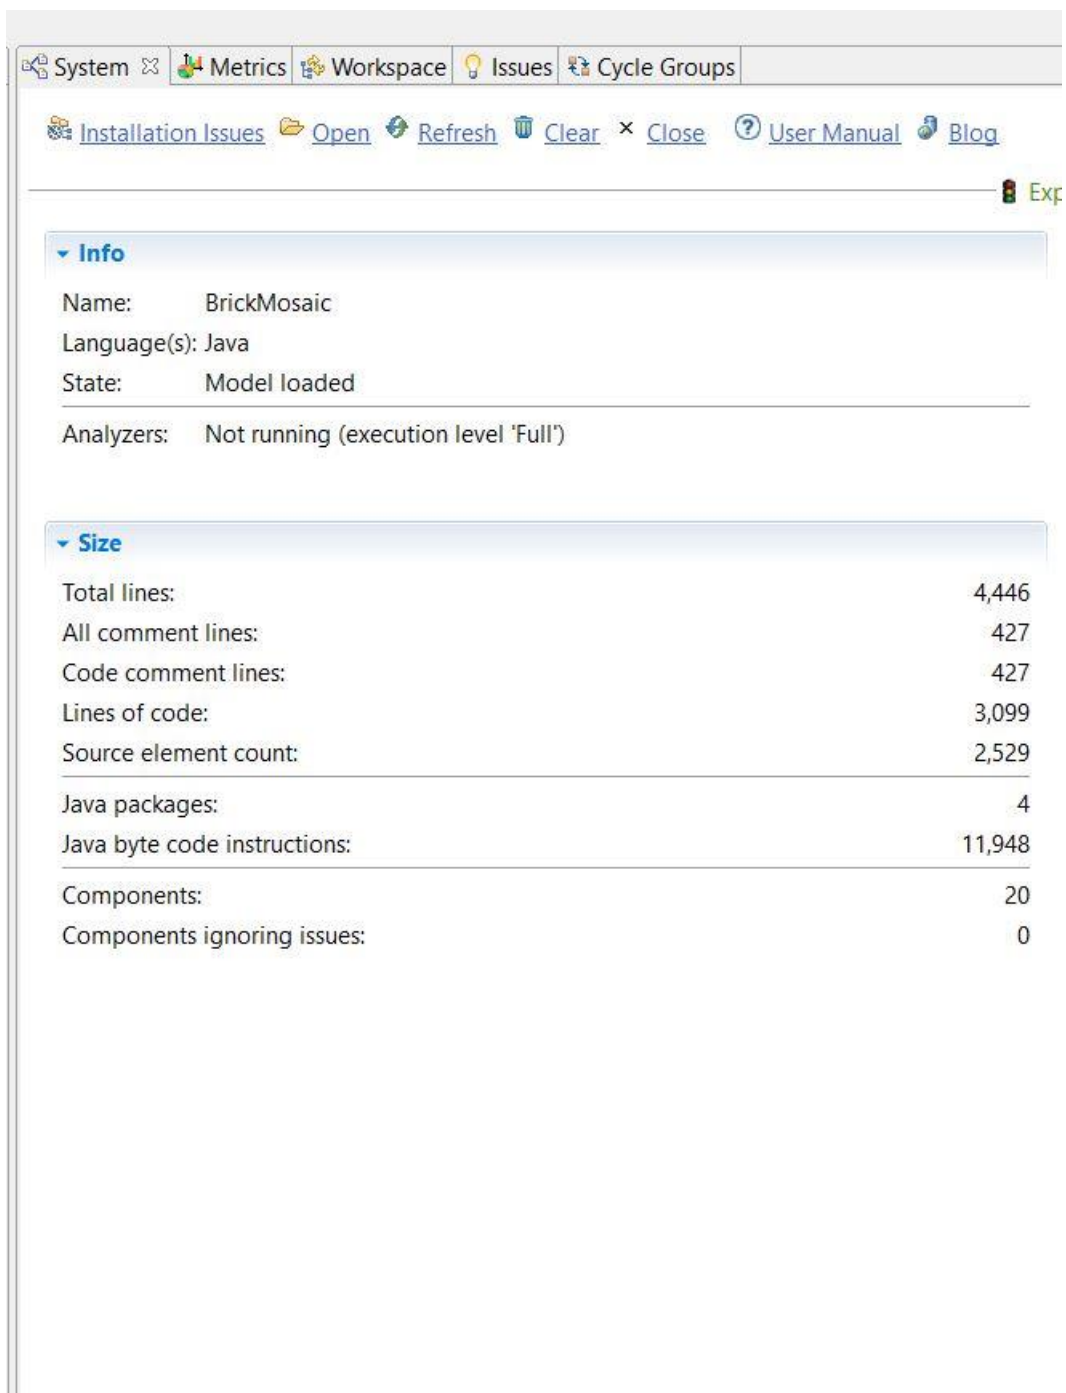 System Metrics Workspace Issues Cycle Groups
Installation Issues Open Refresh Clear Close User Manual Blog
Exp
Info
Name: BrickMosaic
Language(s): Java
State: Model loaded
Analyzers: Not running (execution level 'Full')
Size
Total lines: 4,446
All comment lines: 427
Code comment lines: 427
Lines of code: 3,099
Source element count: 2,529
Java packages: 4
Java byte code instructions: 11,948
Components: 20
Components ignoring issues: 0